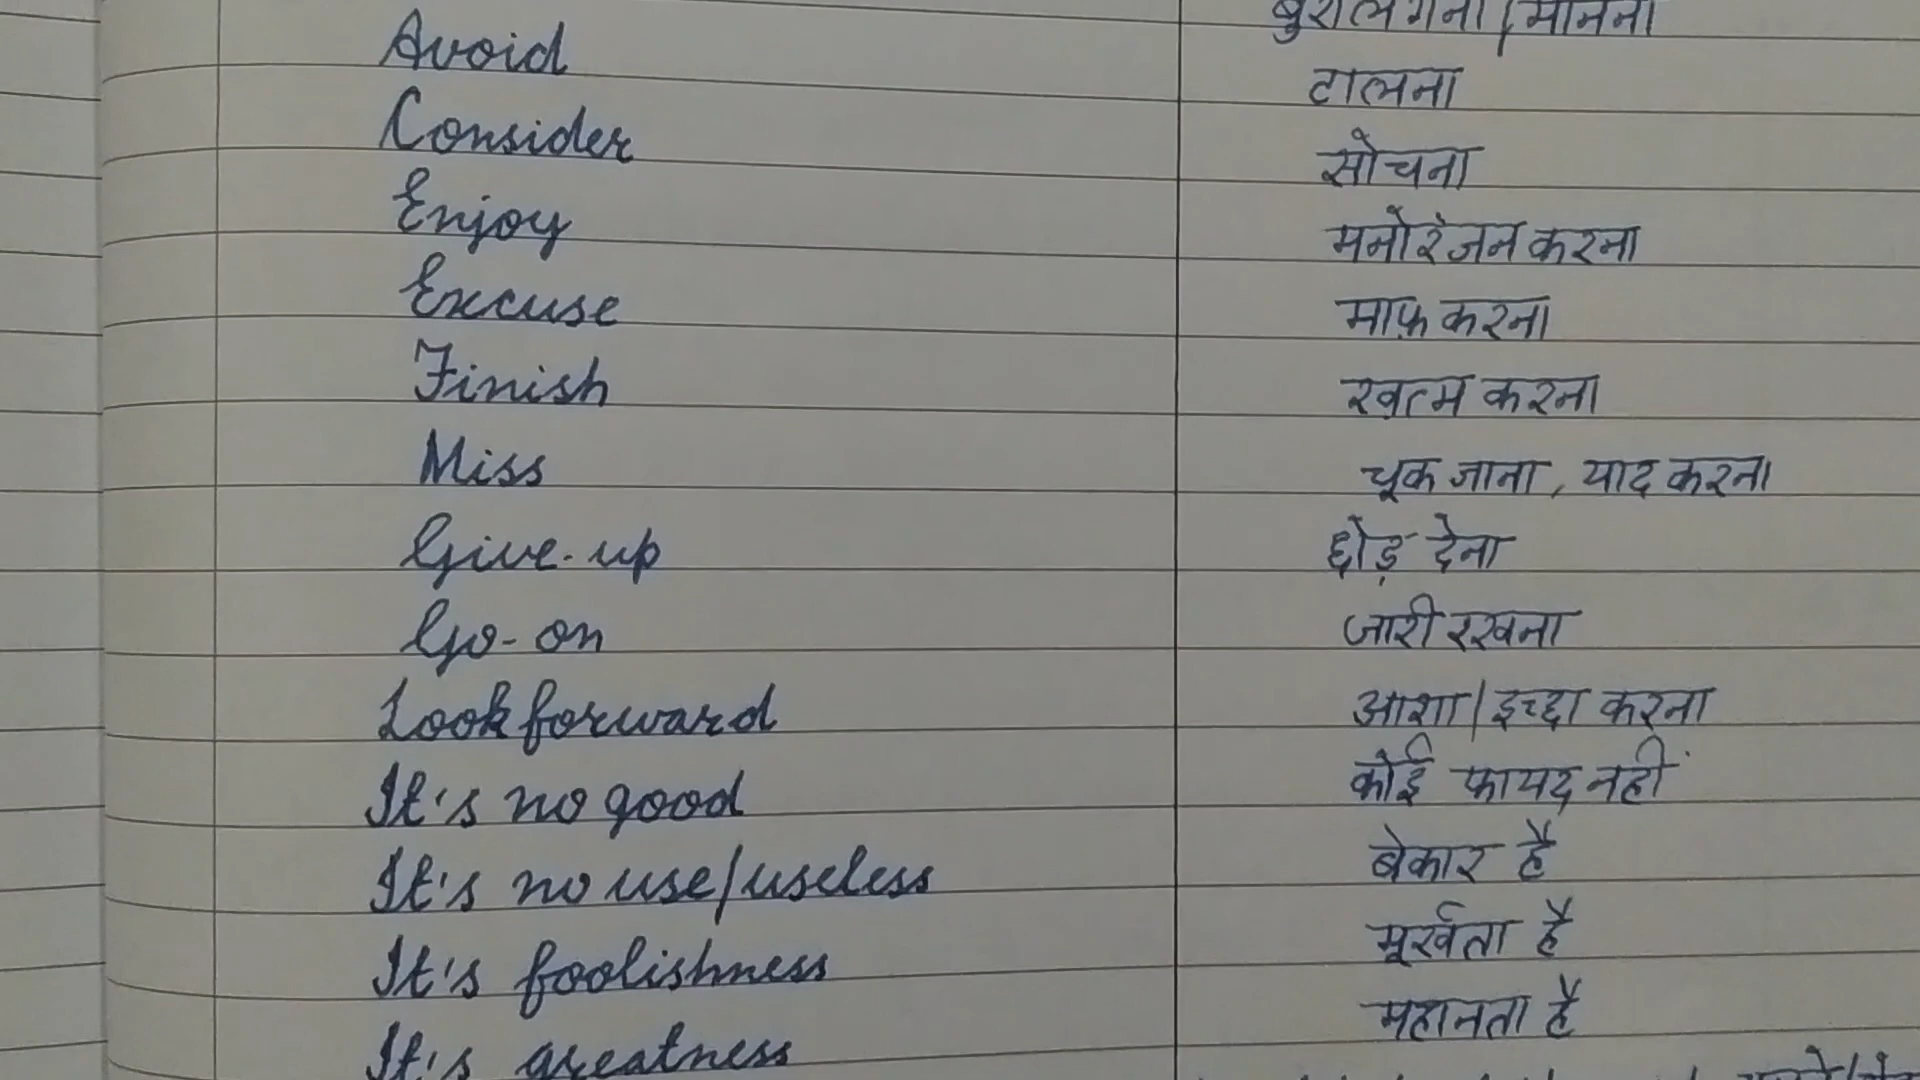 बुरा लगना / मानना
Avoid टालना
Consider सोचना
Enjoy मनोरंजन करना
Excuse माफ़ करना
Finish खत्म करना
Miss चूक जाना, याद करना
Give-up छोड़ देना
Go-on जारी रखना
Look forward आशा/इच्छा करना
It's no good कोई फायद नहीं
It's no use/useless बेकार है
It's foolishness मूर्खता है
It's greatness महानता है